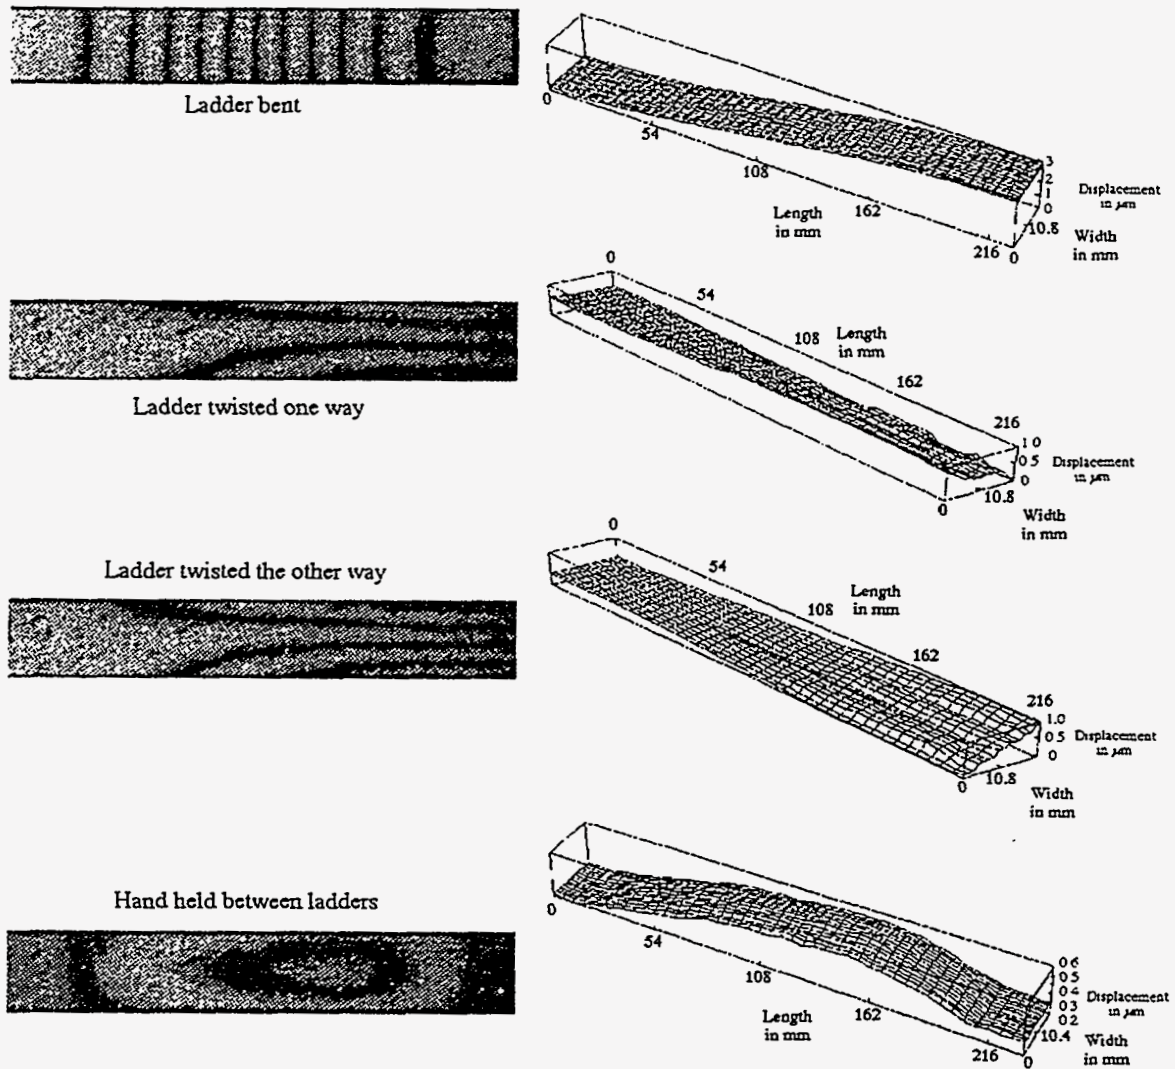 Ladder bent
0
54
108
162
216
0
Length
in mm
3
2
1
0
Displacement
in µm
10.8
Width
in mm
Ladder twisted one way
0
54
108
162
216
Length
in mm
1 0
0 5
0
Displacement
in µm
10.8
0
Width
in mm
Ladder twisted the other way
0
54
108
162
216
Length
in mm
1.0
0 5
0
Displacement
in µm
10.8
0
Width
in mm
Hand held between ladders
0
54
108
162
216
0
Length
in mm
0 6
0 5
0 4
0 3
0 2
Displacement
in µm
10.4
Width
in mm